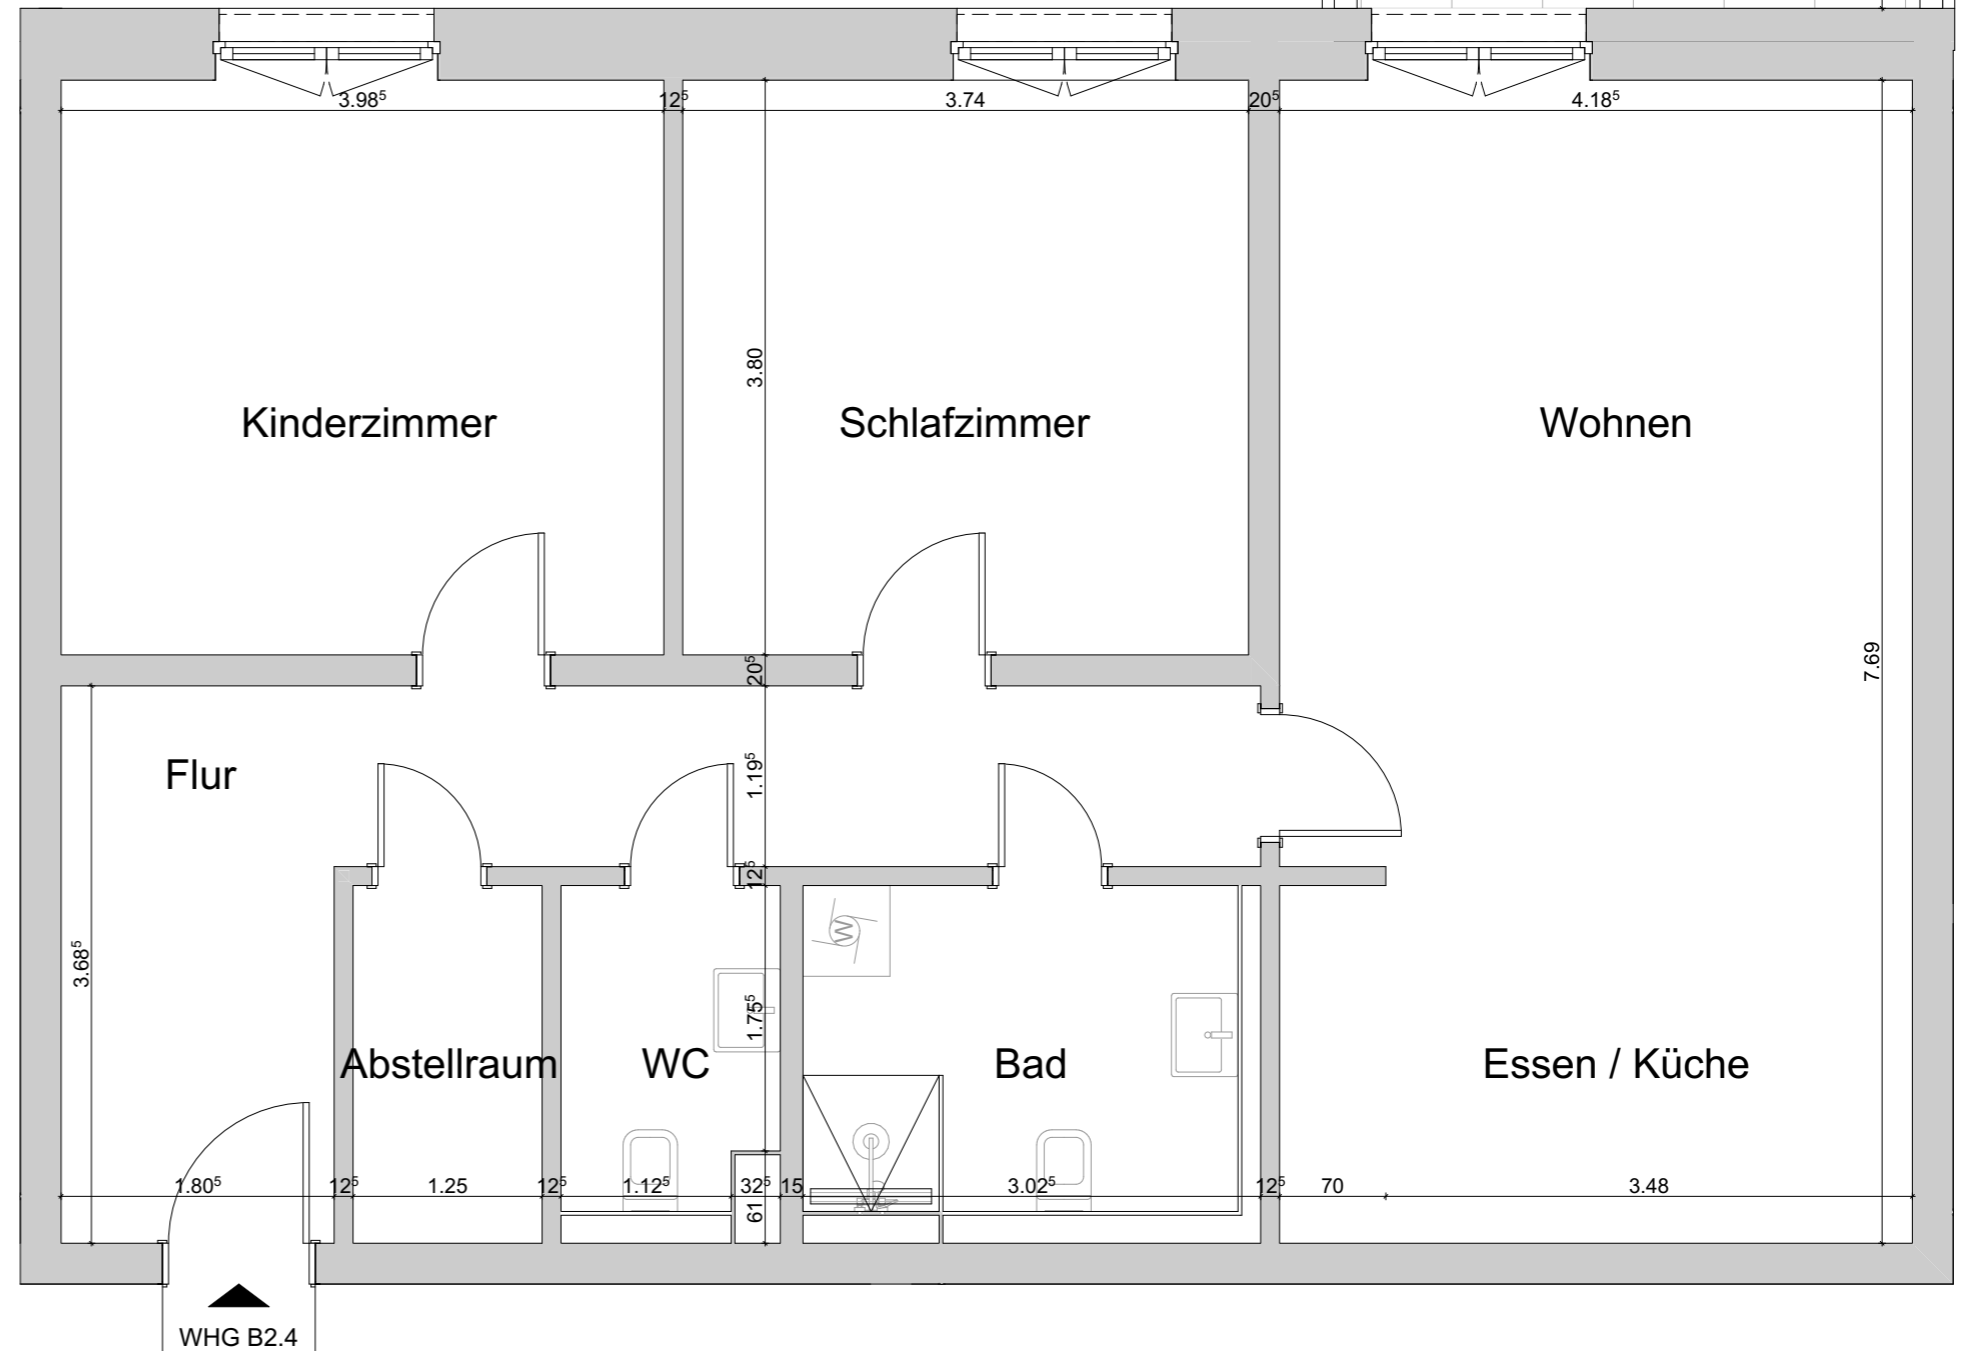 3.98⁵ 12⁵ 3.74 20⁵ 4.18⁵
3.80
Kinderzimmer Schlafzimmer Wohnen
7.69
20⁵
Flur
1.19⁵
12⁵
3.68⁵
W
1.75⁵
Abstellraum WC Bad Essen / Küche
1.80⁵ 12⁵ 1.25 12⁵ 1.12⁵ 32⁵ 15 3.02⁵ 12⁵ 70 3.48
61
WHG B2.4